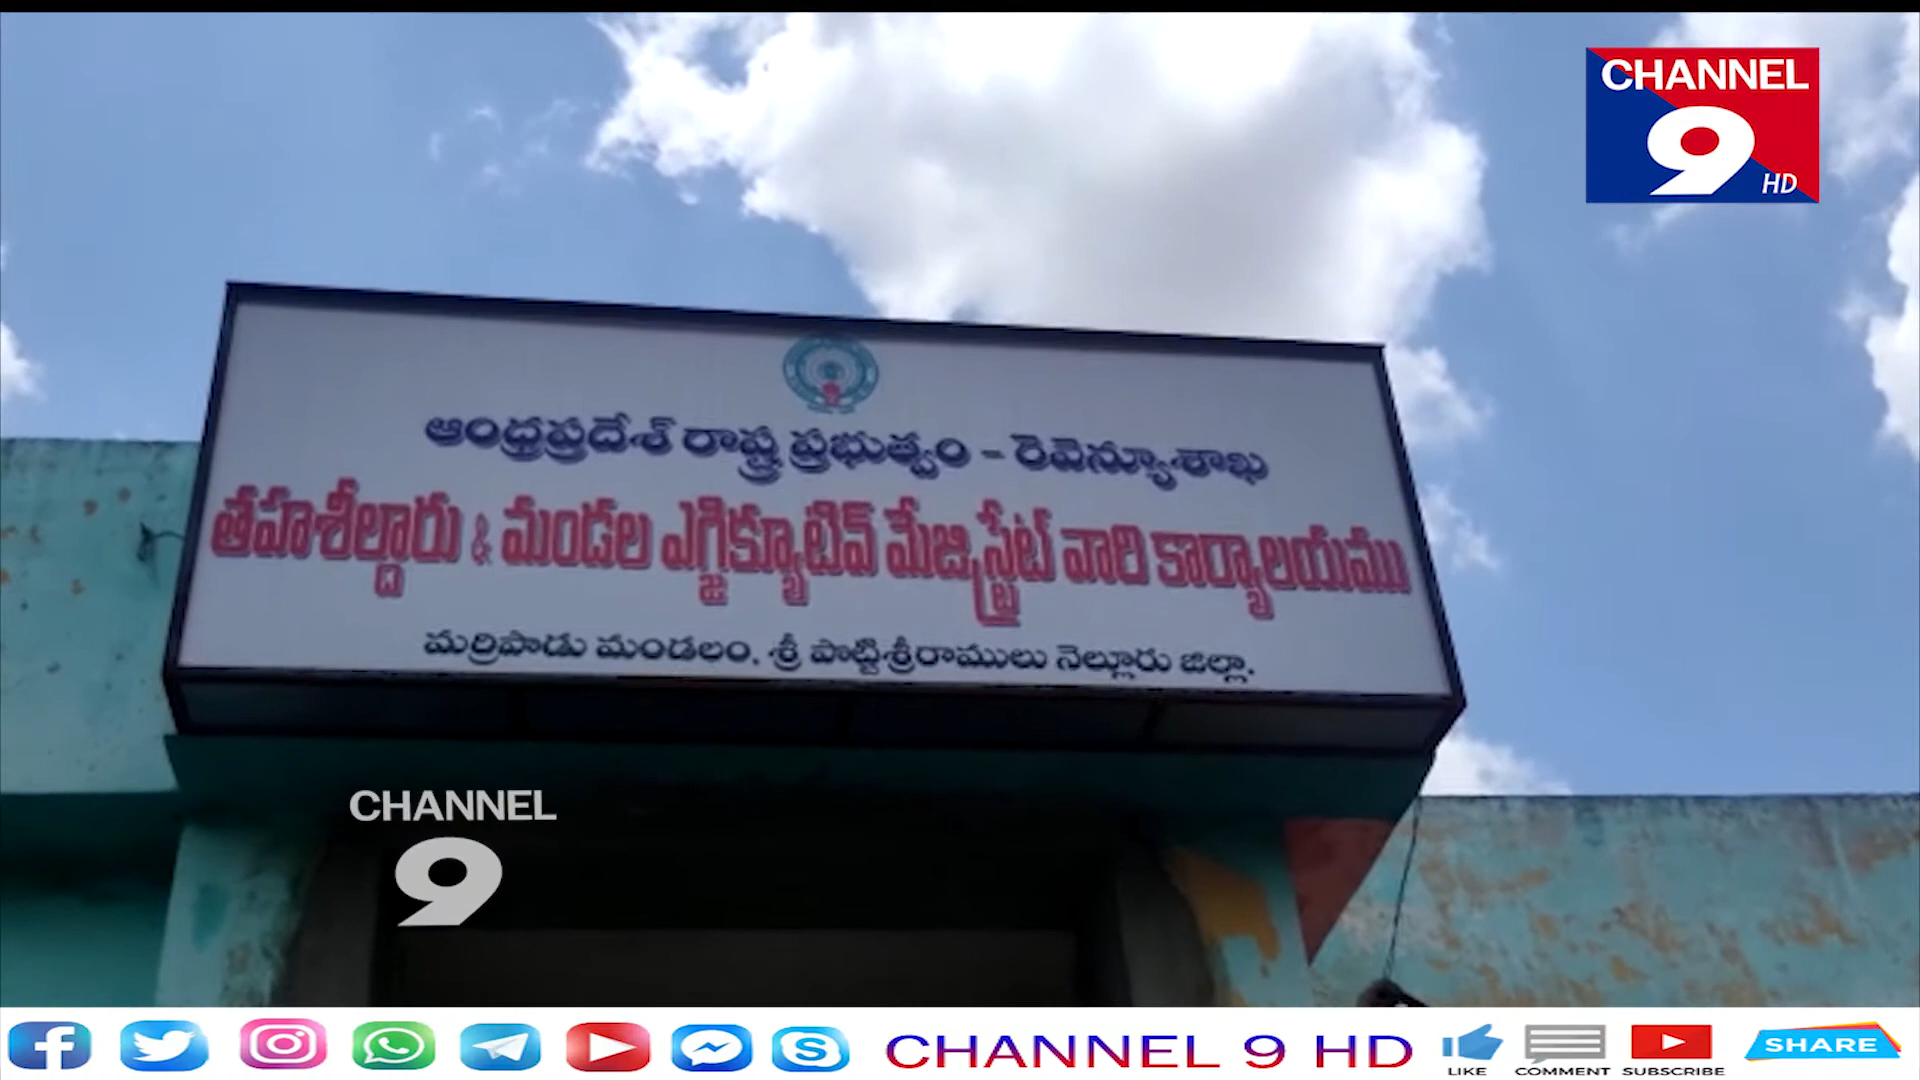 CHANNEL
9
HD
ఆంధ్రప్రదేశ్ రాష్ట్ర ప్రభుత్వం - రెవెన్యూశాఖ
తహశీల్దారు & మండల ఎగ్జిక్యూటివ్ మేజిస్ట్రేట్ వారి కార్యాలయము
మర్రిపాడు మండలం, శ్రీ పొట్టిశ్రీరాములు నెల్లూరు జిల్లా.
CHANNEL
9
CHANNEL 9 HD
LIKE COMMENT SUBSCRIBE SHARE